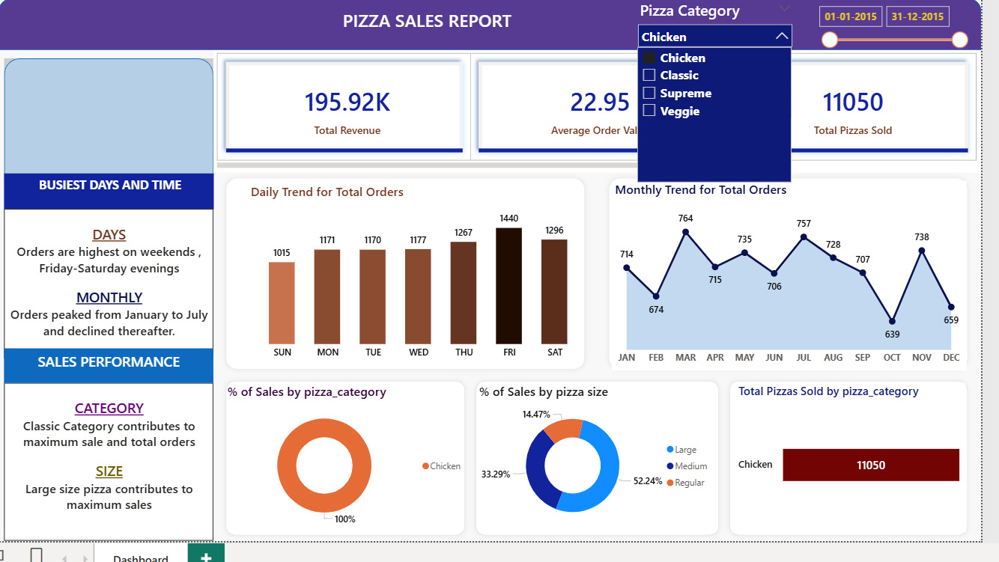 PIZZA SALES REPORT
Pizza Category
Chicken
Chicken
Classic
Supreme
Veggie
01-01-2015
31-12-2015
195.92K
Total Revenue
22.95
Average Order Val
11050
Total Pizzas Sold
BUSIEST DAYS AND TIME
DAYS
Orders are highest on weekends ,
Friday-Saturday evenings
MONTHLY
Orders peaked from January to July
and declined thereafter.
SALES PERFORMANCE
CATEGORY
Classic Category contributes to
maximum sale and total orders
SIZE
Large size pizza contributes to
maximum sales
Daily Trend for Total Orders
1015
1171
1170
1177
1267
1440
1296
SUN MON TUE WED THU FRI SAT
Monthly Trend for Total Orders
714
674
764
715
735
706
757
728
707
639
738
659
JAN FEB MAR APR MAY JUN JUL AUG SEP OCT NOV DEC
% of Sales by pizza_category
100%
Chicken
% of Sales by pizza size
14.47%
33.29%
52.24%
Large
Medium
Regular
Total Pizzas Sold by pizza_category
Chicken
11050
Dashboard
+